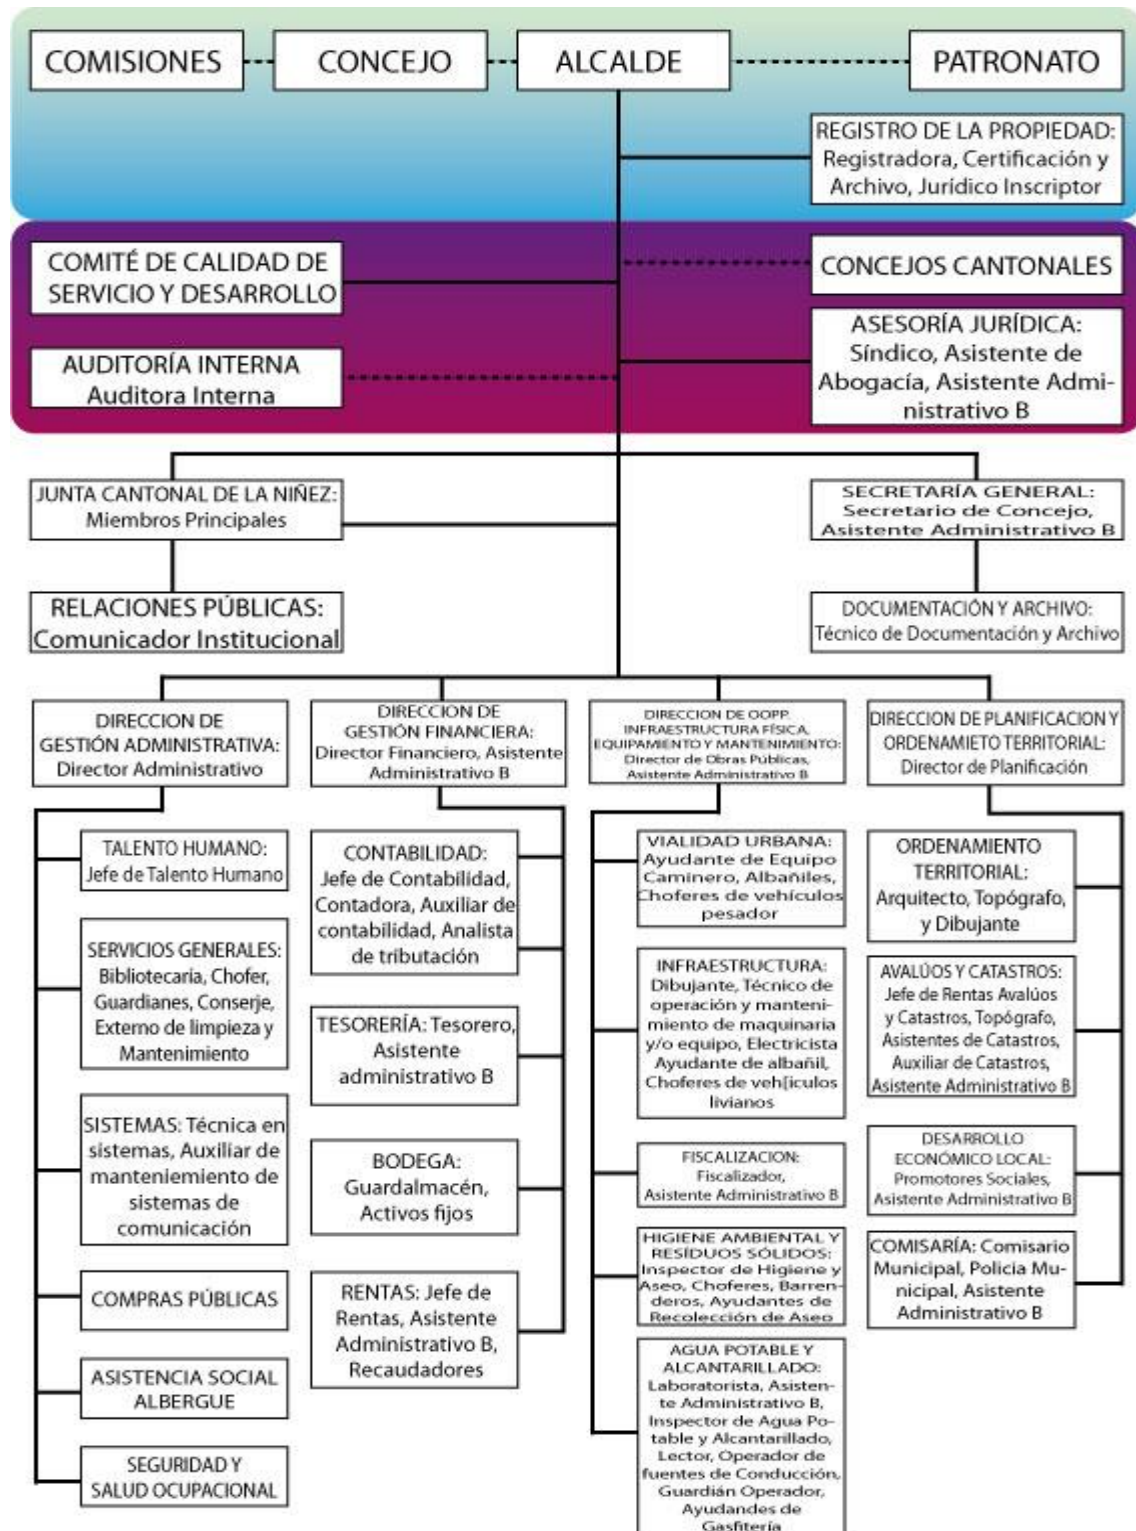 COMISIONES
CONCEJO
ALCALDE
PATRONATO
REGISTRO DE LA PROPIEDAD:
Registradora, Certificación y
Archivo, Jurídico Inscriptor
COMITÉ DE CALIDAD DE
SERVICIO Y DESARROLLO
CONCEJOS CANTONALES
AUDITORÍA INTERNA
Auditora Interna
ASESORÍA JURÍDICA:
Síndico, Asistente de
Abogacía, Asistente Admi-
nistrativo B
JUNTA CANTONAL DE LA NIÑEZ:
Miembros Principales
SECRETARÍA GENERAL:
Secretario de Concejo,
Asistente Administrativo B
RELACIONES PÚBLICAS:
Comunicador Institucional
DOCUMENTACIÓN Y ARCHIVO:
Técnico de Documentación y Archivo
DIRECCION DE
GESTIÓN ADMINISTRATIVA:
Director Administrativo
TALENTO HUMANO:
Jefe de Talento Humano
SERVICIOS GENERALES:
Bibliotecaria, Chofer,
Guardianes, Conserje,
Externo de limpieza y
Mantenimiento
SISTEMAS: Técnica en
sistemas, Auxiliar de
manteniemiento de
sistemas de
comunicación
COMPRAS PÚBLICAS
ASISTENCIA SOCIAL
ALBERGUE
SEGURIDAD Y
SALUD OCUPACIONAL
DIRECCION DE
GESTIÓN FINANCIERA:
Director Financiero, Asistente
Administrativo B
CONTABILIDAD:
Jefe de Contabilidad,
Contadora, Auxiliar de
contabilidad, Analista
de tributación
TESORERÍA: Tesorero,
Asistente
administrativo B
BODEGA:
Guardalmacén,
Activos fijos
RENTAS: Jefe de
Rentas, Asistente
Administrativo B,
Recaudadores
DIRECCION DE OOPP.
INFRAESTRUCTURA FÍSICA,
EQUIPAMIENTO Y MANTENIMIENTO:
Director de Obras Públicas,
Asistente Administrativo B
VIALIDAD URBANA:
Ayudante de Equipo
Caminero, Albañiles,
Choferes de vehículos
pesador
INFRAESTRUCTURA:
Dibujante, Técnico de
operación y manteni-
miento de maquinaria
y/o equipo, Electricista
Ayudante de albañil,
Choferes de veh[iculos
livianos
FISCALIZACION:
Fiscalizador,
Asistente Administrativo B
HIGIENE AMBIENTAL Y
RESÍDUOS SÓLIDOS:
Inspector de Higiene y
Aseo, Choferes, Barren-
deros, Ayudantes de
Recolección de Aseo
AGUA POTABLE Y
ALCANTARILLADO:
Laboratorista, Asisten-
te Administrativo B,
Inspector de Agua Po-
table y Alcantarillado,
Lector, Operador de
fuentes de Conducción,
Guardián Operador,
Ayudandes de
Gasfitería
DIRECCION DE PLANIFICACION Y
ORDENAMIETO TERRITORIAL:
Director de Planificación
ORDENAMIENTO
TERRITORIAL:
Arquitecto, Topógrafo,
y Dibujante
AVALÚOS Y CATASTROS:
Jefe de Rentas Avalúos
y Catastros, Topógrafo,
Asistentes de Catastros,
Auxiliar de Catastros,
Asistente Administrativo B
DESARROLLO
ECONÓMICO LOCAL:
Promotores Sociales,
Asistente Administrativo B
COMISARÍA: Comisario
Municipal, Policia Mu-
nicipal, Asistente
Administrativo B